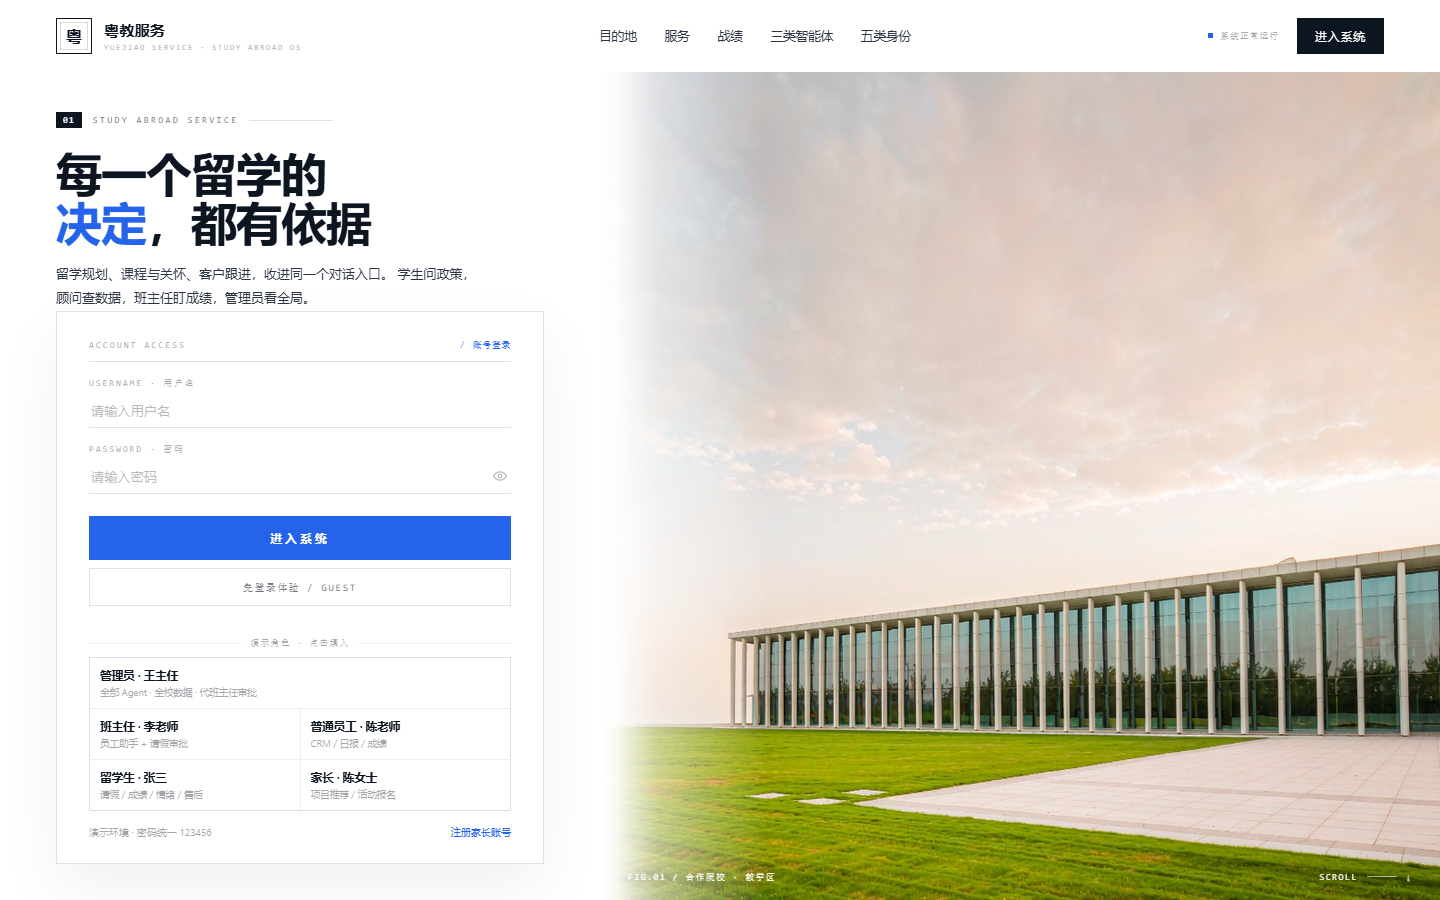 粤
粤教服务
YUEJIAO SERVICE · STUDY ABROAD OS
目的地
服务
战绩
三类智能体
五类身份
系统正常运行
进入系统
01
STUDY ABROAD SERVICE
每一个留学的
决定，都有依据
留学规划、课程与关怀、客户跟进，收进同一个对话入口。 学生问政策，
顾问查数据，班主任盯成绩，管理员看全局。
ACCOUNT ACCESS
/ 账号登录
USERNAME · 用户名
请输入用户名
PASSWORD · 密码
请输入密码
进入系统
免登录体验 / GUEST
演示角色 · 点击填入
管理员 · 王主任
全部 Agent · 全校数据 · 代班主任审批
班主任 · 李老师
员工助手 + 请假审批
普通员工 · 陈老师
CRM / 日报 / 成绩
留学生 · 张三
请假 / 成绩 / 情绪 / 售后
家长 · 陈女士
项目推荐 / 活动报名
演示环境 · 密码统一 123456
注册家长账号
FIG.01 / 合作院校 · 教学区
SCROLL ↓